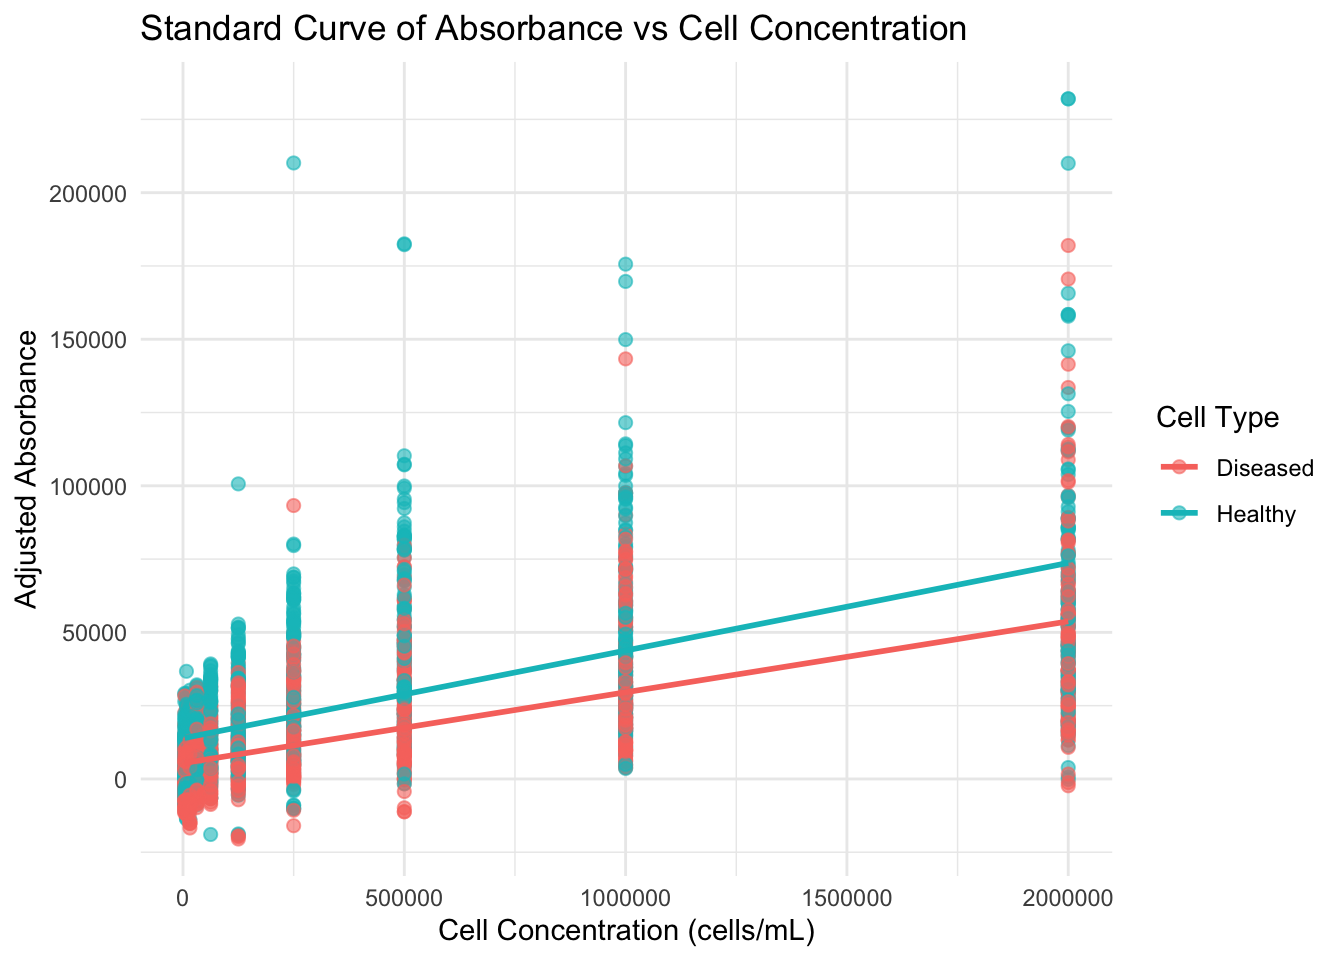 Standard Curve of Absorbance vs Cell Concentration
Adjusted Absorbance
200000
150000
100000
50000
0
0 500000 1000000 1500000 2000000
Cell Concentration (cells/mL)
Cell Type
Diseased
Healthy